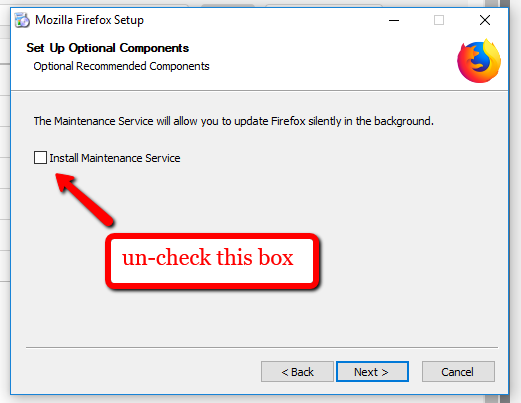 Mozilla Firefox Setup
Set Up Optional Components
Optional Recommended Components
The Maintenance Service will allow you to update Firefox silently in the background.
Install Maintenance Service
un-check this box
< Back
Next >
Cancel